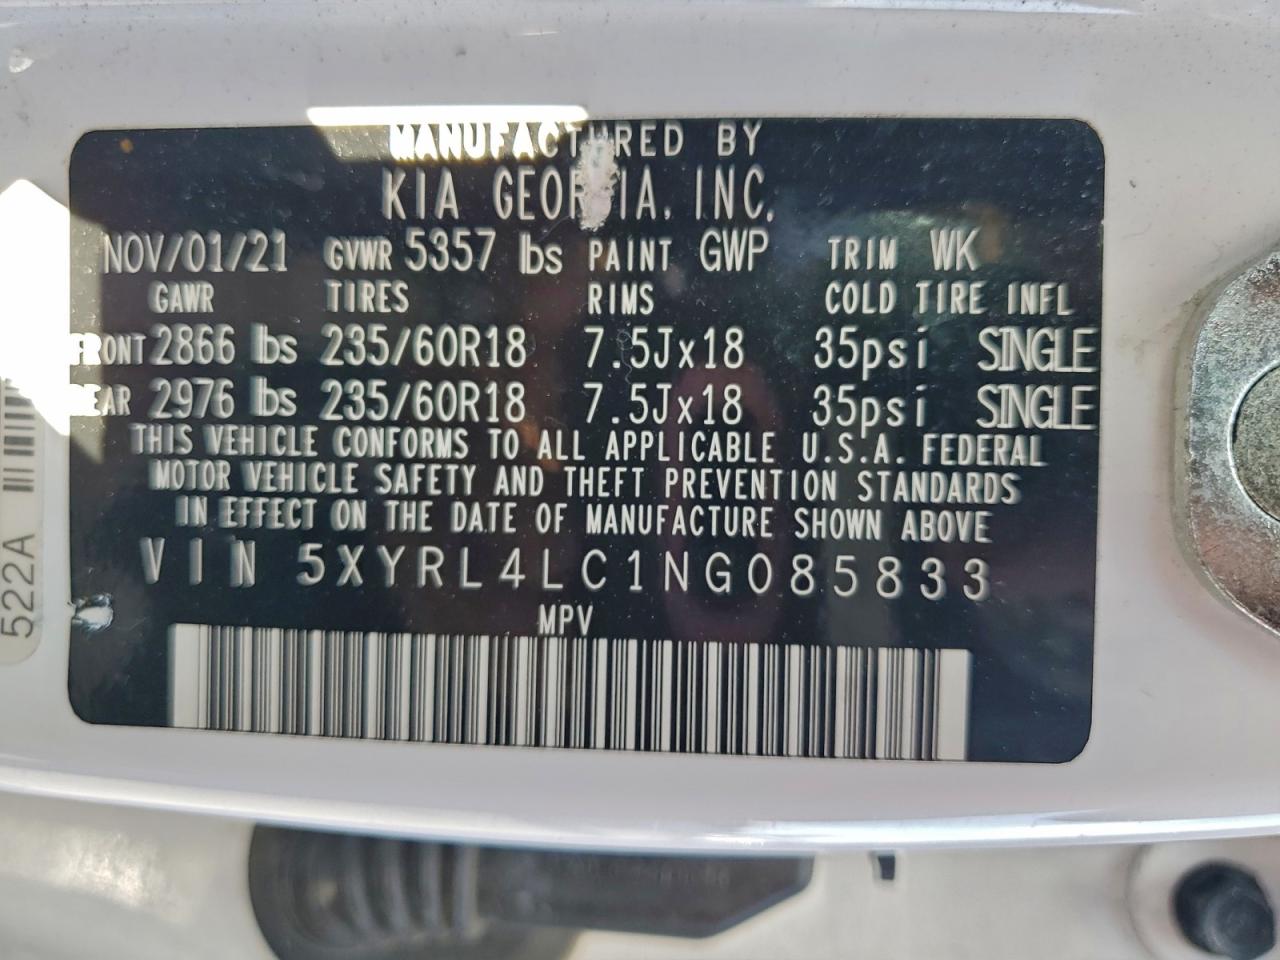 MANUFACTURED BY
KIA GEORGIA, INC.
NOV/01/21 GVWR 5357 lbs PAINT GWP TRIM WK
GAWR TIRES RIMS COLD TIRE INFL
FRONT 2866 lbs 235/60R18 7.5Jx18 35psi SINGLE
REAR 2976 lbs 235/60R18 7.5Jx18 35psi SINGLE
THIS VEHICLE CONFORMS TO ALL APPLICABLE U.S.A. FEDERAL
MOTOR VEHICLE SAFETY AND THEFT PREVENTION STANDARDS
IN EFFECT ON THE DATE OF MANUFACTURE SHOWN ABOVE
VIN 5XYRL4LC1NG085833
MPV
522A